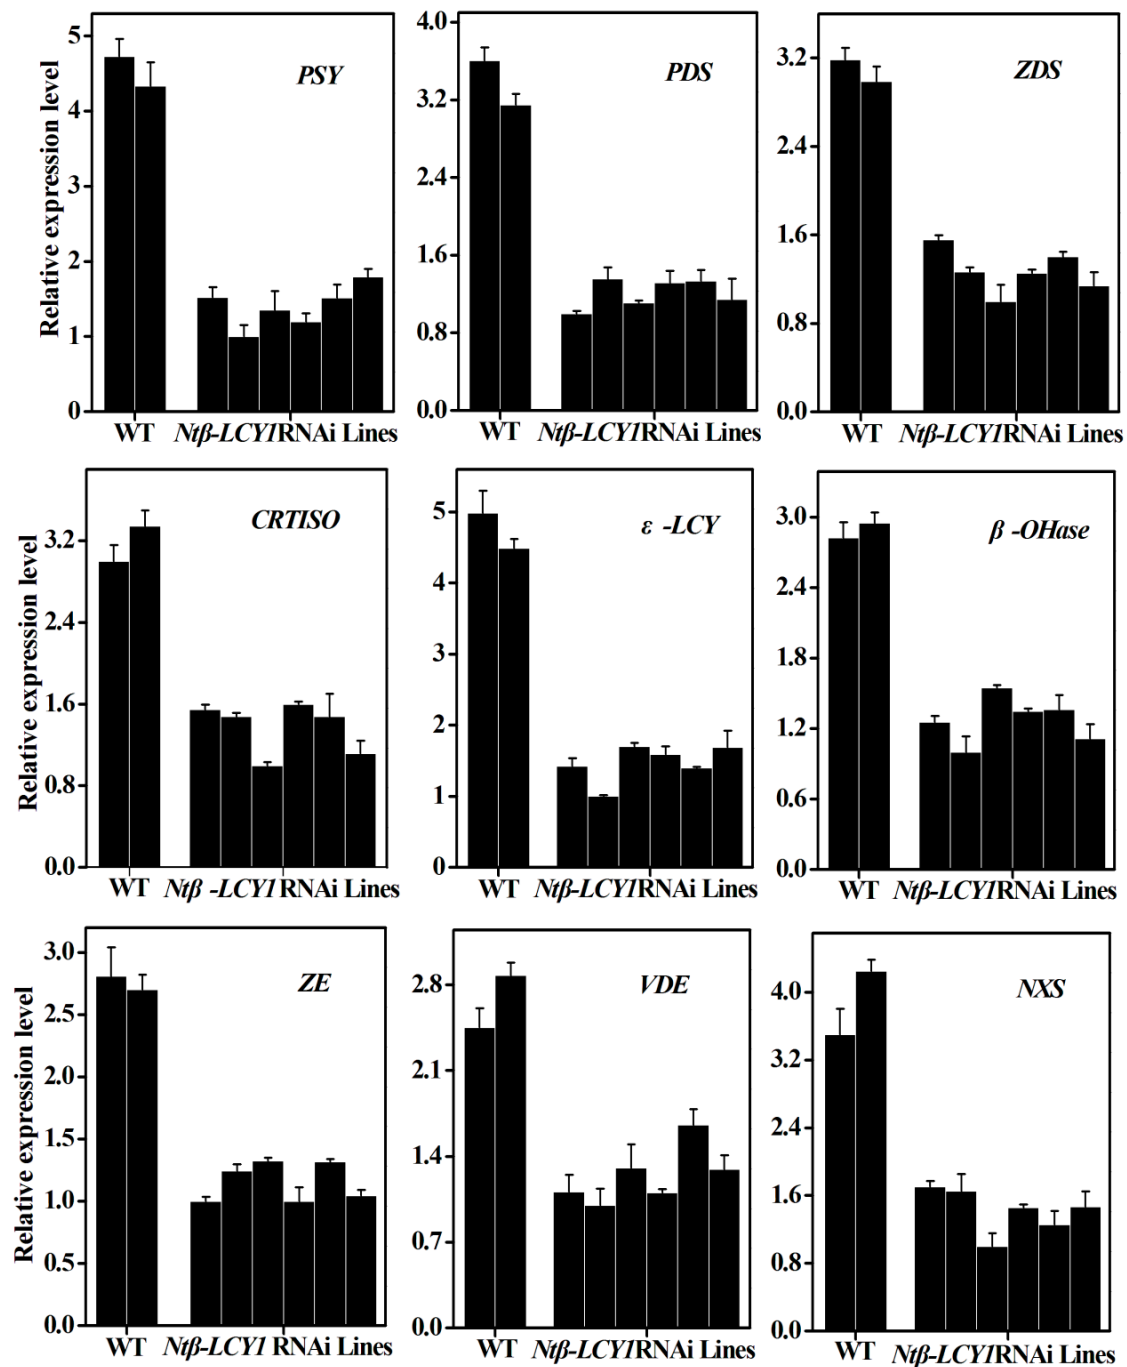 Relative expression level
5
4
3
2
1
0
PSY
WT
Ntβ-LCY1RNAi Lines
4.0
3.2
2.4
1.6
0.8
0.0
PDS
WT
Ntβ-LCY1RNAi Lines
3.2
2.4
1.6
0.8
0.0
ZDS
WT
Ntβ-LCY1RNAi Lines
Relative expression level
3.2
2.4
1.6
0.8
0.0
CRTISO
WT
Ntβ -LCY1RNAi Lines
5
4
3
2
1
0
ε -LCY
WT
Ntβ-LCY1RNAi Lines
3.0
2.4
1.8
1.2
0.6
0.0
β -OHase
WT
Ntβ-LCY1RNAi Lines
Relative expression level
3.0
2.5
2.0
1.5
1.0
0.5
0.0
ZE
WT
Ntβ-LCY1 RNAi Lines
2.8
2.1
1.4
0.7
0.0
VDE
WT
Ntβ-LCY1RNAi Lines
4.0
3.2
2.4
1.6
0.8
0.0
NXS
WT
Ntβ-LCY1RNAi Lines